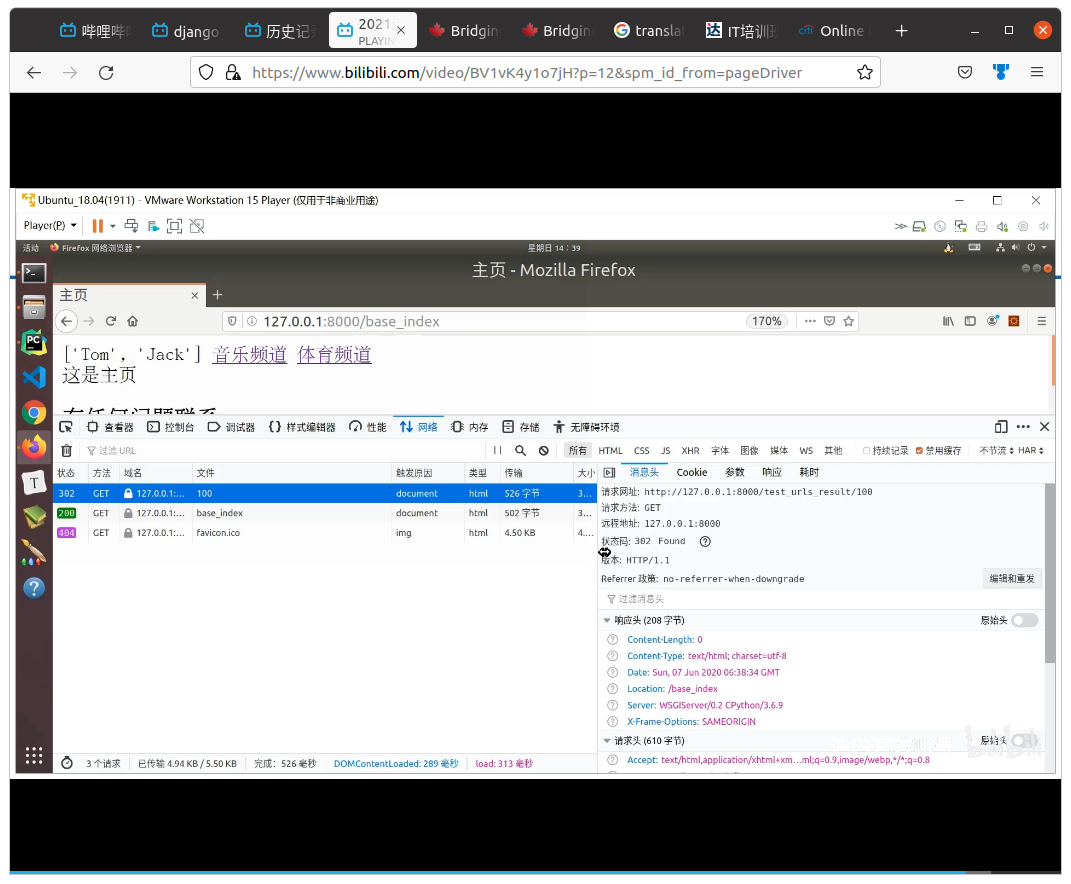 哔哩哔
django
历史记
2021
PLAYIN
Bridgin
Bridgin
translat
达 IT培训班
citi Online
https://www.bilibili.com/video/BV1vK4y1o7jH?p=12&spm_id_from=pageDriver
Ubuntu_18.04(1911) - VMware Workstation 15 Player (仅用于非商业用途)
Player(P)
活动 Firefox 网络浏览器 星期日 14：39
主页 - Mozilla Firefox
主页
127.0.0.1:8000/base_index 170%
['Tom', 'Jack'] 音乐频道 体育频道
这是主页
有任何问题联系
查看器 控制台 调试器 样式编辑器 性能 网络 内存 存储 无障碍环境
过滤 URL 所有 HTML CSS JS XHR 字体 图像 媒体 WS 其他 持续记录 禁用缓存 不节流 HAR
状态 方法 域名 文件 触发原因 类型 传输 大小 消息头 Cookie 参数 响应 耗时
302 GET 127.0.0.1:... 100 document html 526 字节 3...
200 GET 127.0.0.1:... base_index document html 502 字节 3...
404 GET 127.0.0.1:... favicon.ico img html 4.50 KB 4....
请求网址: http://127.0.0.1:8000/test_urls_result/100
请求方法: GET
远程地址: 127.0.0.1:8000
状态码: 302 Found
版本: HTTP/1.1
Referrer 政策: no-referrer-when-downgrade 编辑和重发
过滤消息头
响应头 (208 字节) 原始头
Content-Length: 0
Content-Type: text/html; charset=utf-8
Date: Sun, 07 Jun 2020 06:38:34 GMT
Location: /base_index
Server: WSGIServer/0.2 CPython/3.6.9
X-Frame-Options: SAMEORIGIN
请求头 (610 字节) 原始头
Accept: text/html,application/xhtml+xm...ml;q=0.9,image/webp,*/*;q=0.8
3 个请求 已传输 4.94 KB / 5.50 KB 完成：526 毫秒 DOMContentLoaded: 289 毫秒 load: 313 毫秒